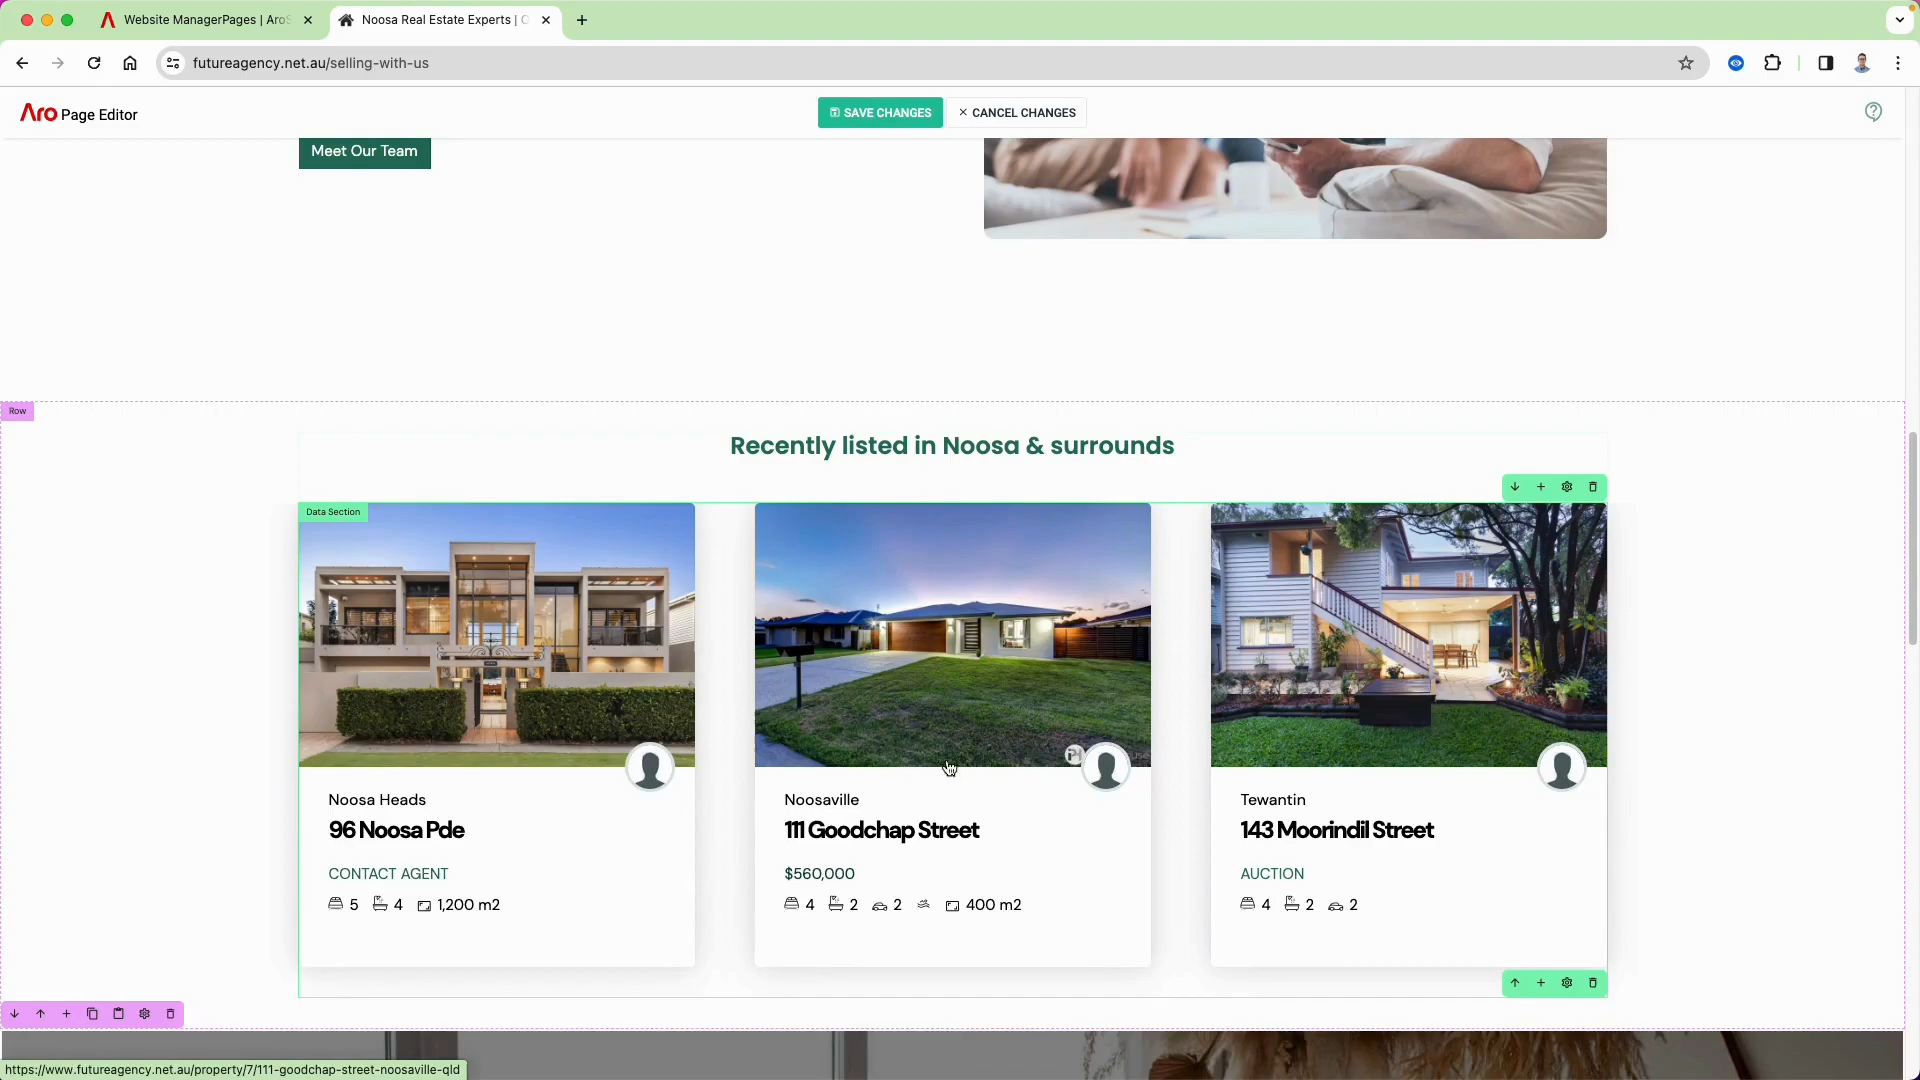 Website ManagerPages | Aro
Noosa Real Estate Experts |
futureagency.net.au/selling-with-us
Aro Page Editor
SAVE CHANGES
CANCEL CHANGES
Meet Our Team
Row
Recently listed in Noosa & surrounds
Data Section
Noosa Heads
96 Noosa Pde
CONTACT AGENT
5 4 1,200 m2
Noosaville
111 Goodchap Street
$560,000
4 2 2 400 m2
Tewantin
143 Moorindil Street
AUCTION
4 2 2
https://www.futureagency.net.au/property/7/111-goodchap-street-noosaville-qld